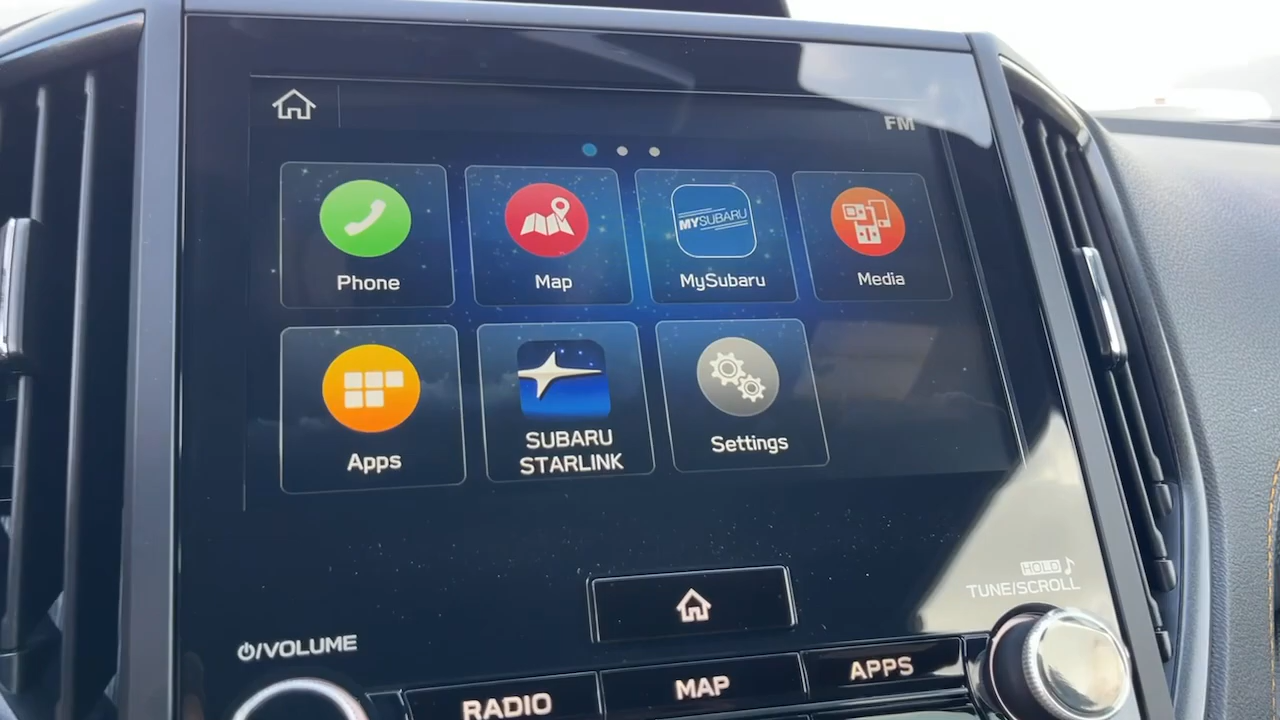 FM
Phone
Map
MYSUBARU
MySubaru
Media
Apps
SUBARU
STARLINK
Settings
HOLD
TUNE/SCROLL
/VOLUME
RADIO
MAP
APPS